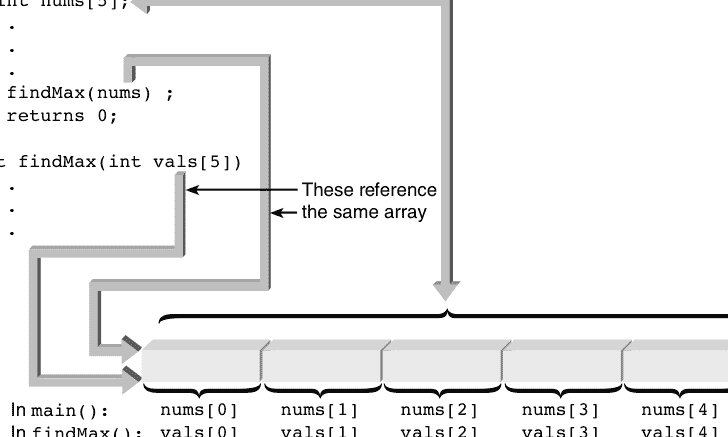 int nums[5];
.
.
.
findMax(nums) ;
returns 0;
t findMax(int vals[5])
.
.
.
These reference
the same array
In main(): nums[0] nums[1] nums[2] nums[3] nums[4]
In findMax(): vals[0] vals[1] vals[2] vals[3] vals[4]